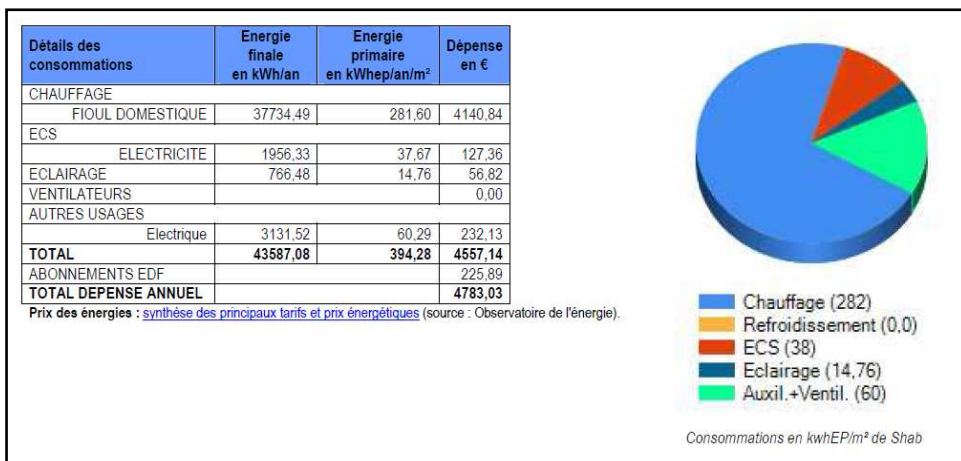 Détails des consommations Energie finale en kWh/an Energie primaire en kWhep/an/m² Dépense en €
CHAUFFAGE
FIOUL DOMESTIQUE 37734,49 281,60 4140,84
ECS
ELECTRICITE 1956,33 37,67 127,36
ECLAIRAGE 766,48 14,76 56,82
VENTILATEURS 0,00
AUTRES USAGES
Electrique 3131,52 60,29 232,13
TOTAL 43587,08 394,28 4557,14
ABONNEMENTS EDF 225,89
TOTAL DEPENSE ANNUEL 4783,03
Prix des énergies : synthèse des principaux tarifs et prix énergétiques (source : Observatoire de l'énergie).
Chauffage (282)
Refroidissement (0,0)
ECS (38)
Eclairage (14,76)
Auxil.+Ventil. (60)
Consommations en kwhEP/m² de Shab